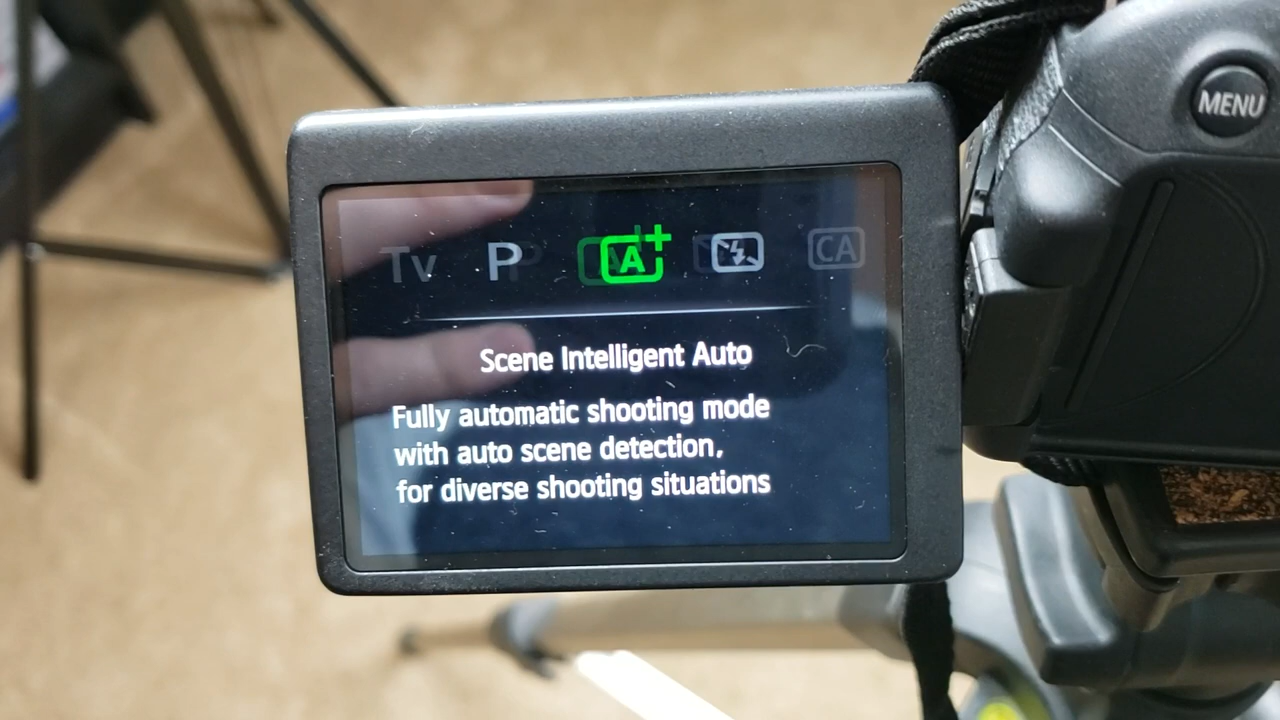 MENU
Tv P A+ CA
Scene Intelligent Auto
Fully automatic shooting mode
with auto scene detection,
for diverse shooting situations